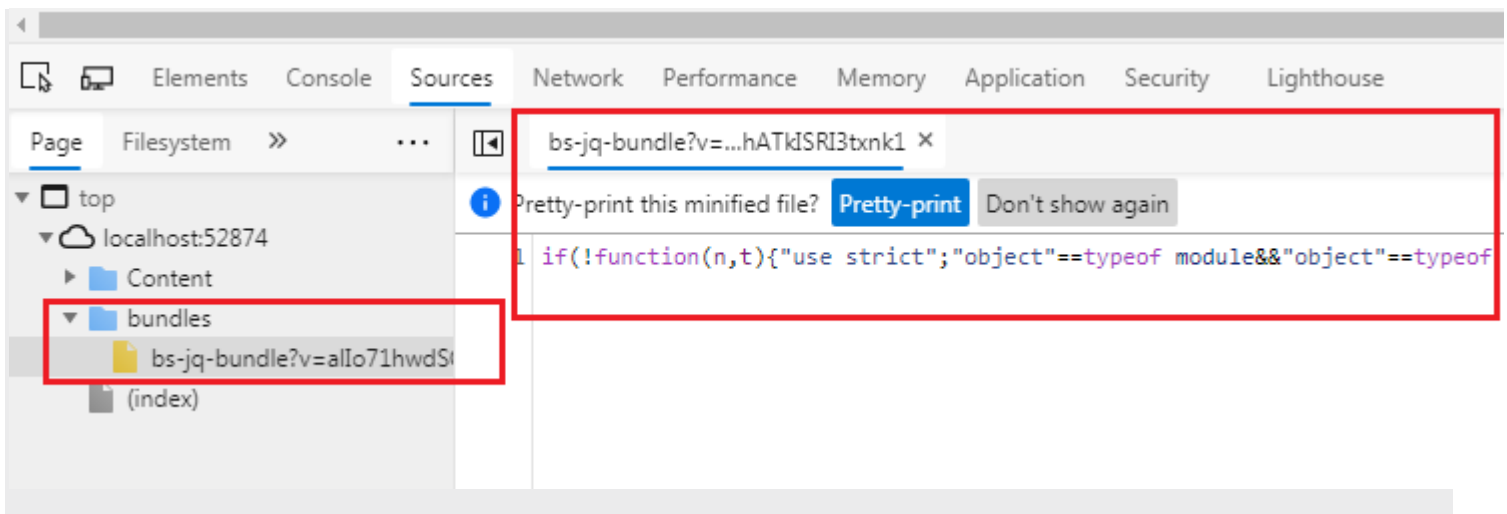 Elements Console Sources Network Performance Memory Application Security Lighthouse
Page Filesystem » ··· bs-jq-bundle?v=...hATkISRI3txnk1 ×
top
Pretty-print this minified file? Pretty-print Don't show again
localhost:52874
1 if(!function(n,t){"use strict";"object"==typeof module&&"object"==typeof
Content
bundles
bs-jq-bundle?v=alIo71hwdS
(index)